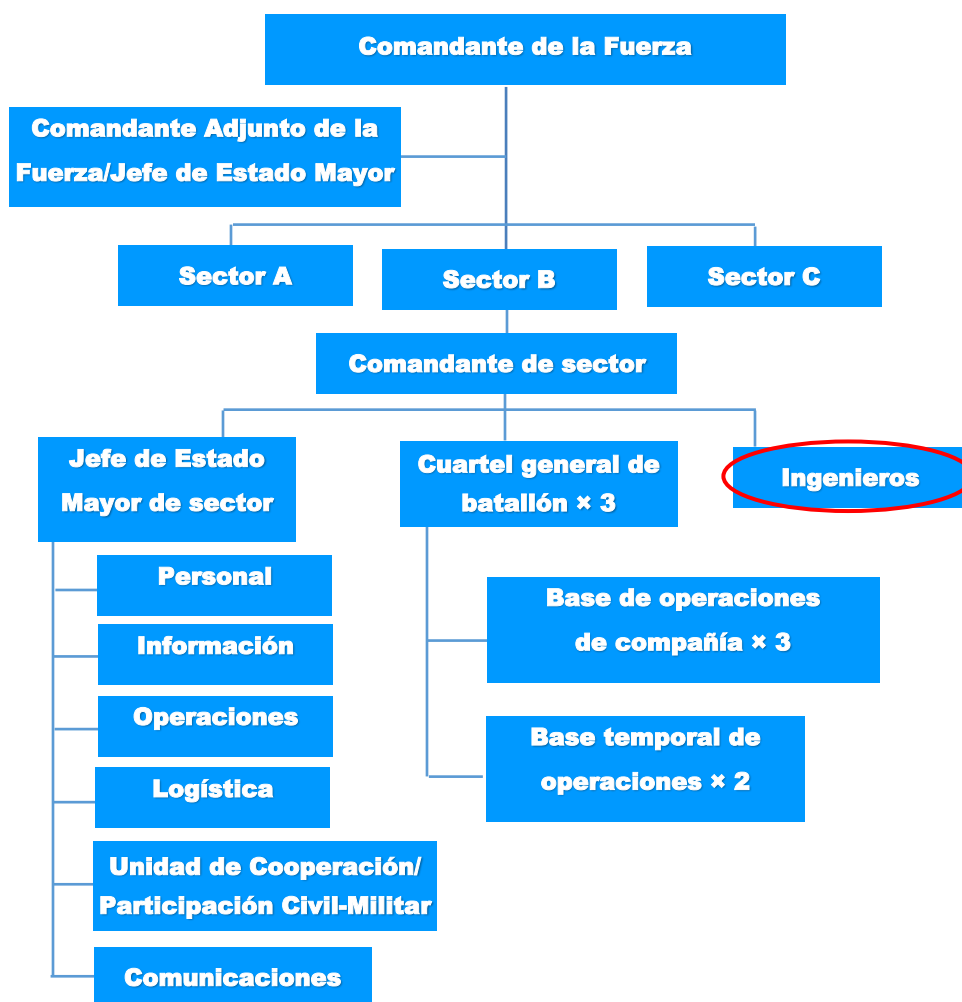 Comandante de la Fuerza
Comandante Adjunto de la
Fuerza/Jefe de Estado Mayor
Sector A
Sector B
Sector C
Comandante de sector
Jefe de Estado
Mayor de sector
Cuartel general de
batallón × 3
Ingenieros
Personal
Información
Operaciones
Logística
Unidad de Cooperación/
Participación Civil-Militar
Comunicaciones
Base de operaciones
de compañía × 3
Base temporal de
operaciones × 2